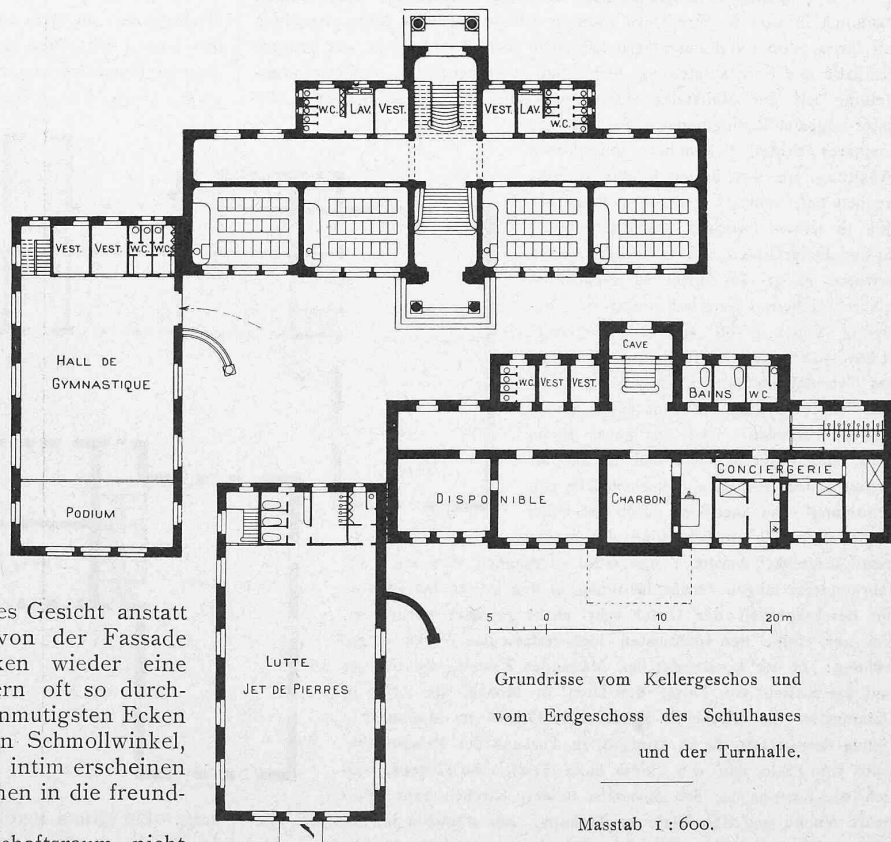 W.C. LAV. VEST. VEST. LAV. W.C.
VEST. VEST. W.C. W.C.
HALL DE
GYMNASTIQUE
PODIUM
CAVE
W.C. VEST VEST. BAINS W.C.
CONCIERGERIE
DISPONIBLE CHARBON
LUTTE
JET DE PIERRES
5 0 10 20 m
Grundrisse vom Kellergeschos und
vom Erdgeschoss des Schulhauses
und der Turnhalle
Masstab 1 : 600.
es Gesicht anstatt
von der Fassade
ken wieder eine
ern oft so durch-
nmutigsten Ecken
n Schmollwinkel,
intim erscheinen
hen in die freund-